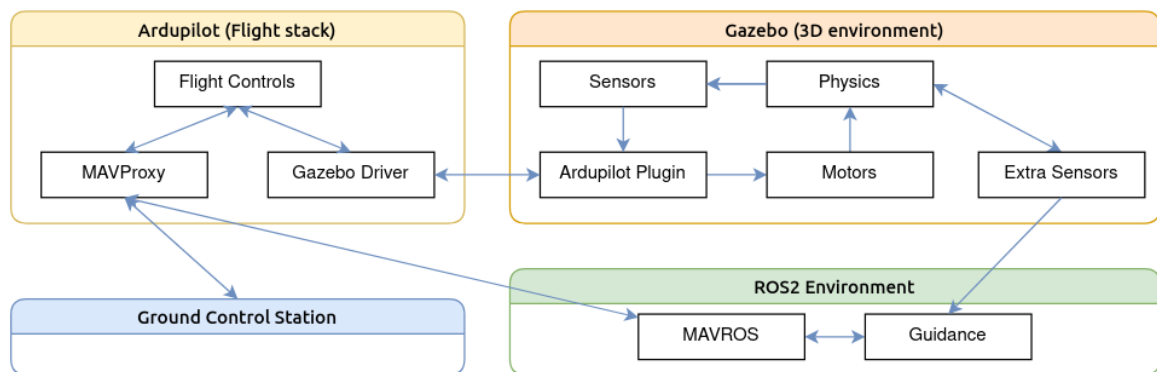 Ardupilot (Flight stack)
Flight Controls
MAVProxy
Gazebo Driver
Gazebo (3D environment)
Sensors
Physics
Ardupilot Plugin
Motors
Extra Sensors
Ground Control Station
ROS2 Environment
MAVROS
Guidance